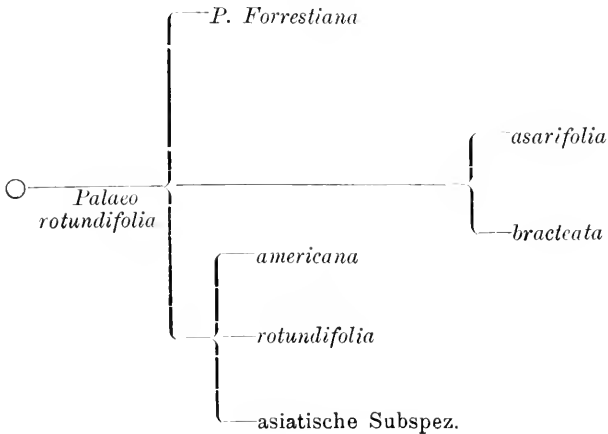 P. Forrestiana
asarifolia
Palaeo
rotundifolia
bracteata
americana
rotundifolia
asiatische Subspez.